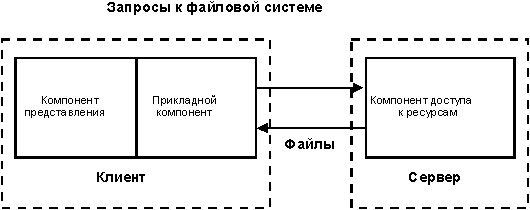 Запросы к файловой системе
Компонент
представления
Прикладной
компонент
Компонент доступа
к ресурсам
Файлы
Клиент
Сервер